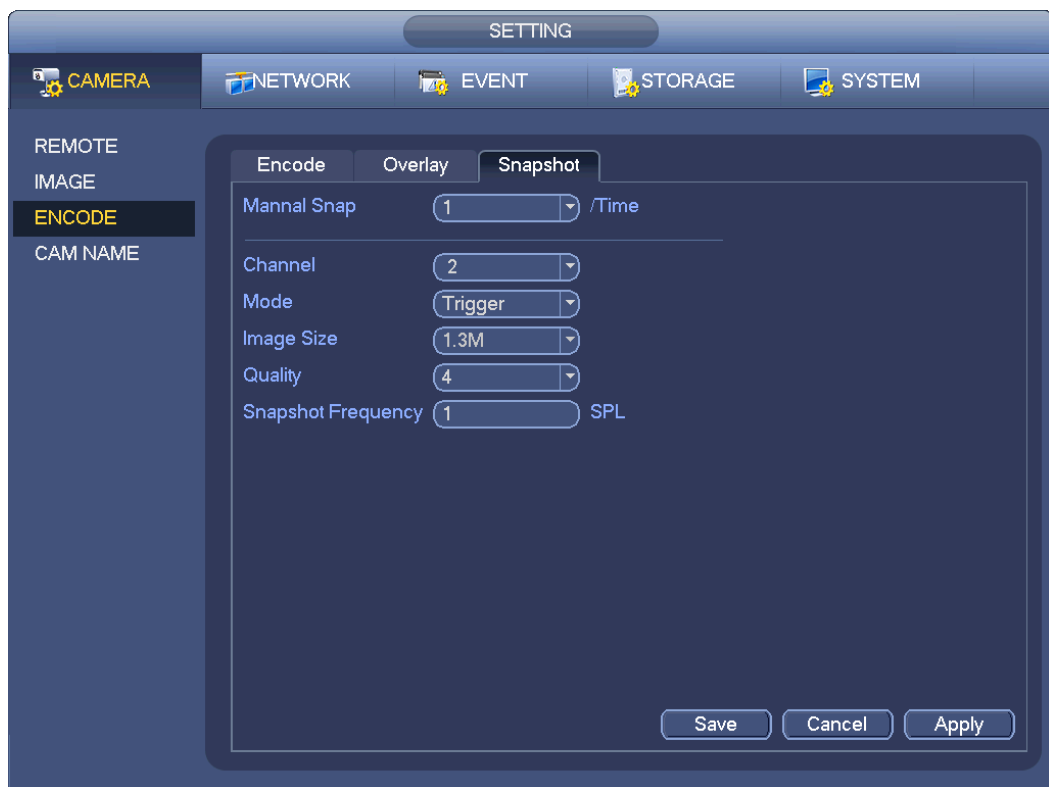 SETTING
CAMERA NETWORK EVENT STORAGE SYSTEM
REMOTE
IMAGE
ENCODE
CAM NAME
Encode Overlay Snapshot
Mannal Snap 1 /Time
Channel 2
Mode Trigger
Image Size 1.3M
Quality 4
Snapshot Frequency 1 SPL
Save Cancel Apply